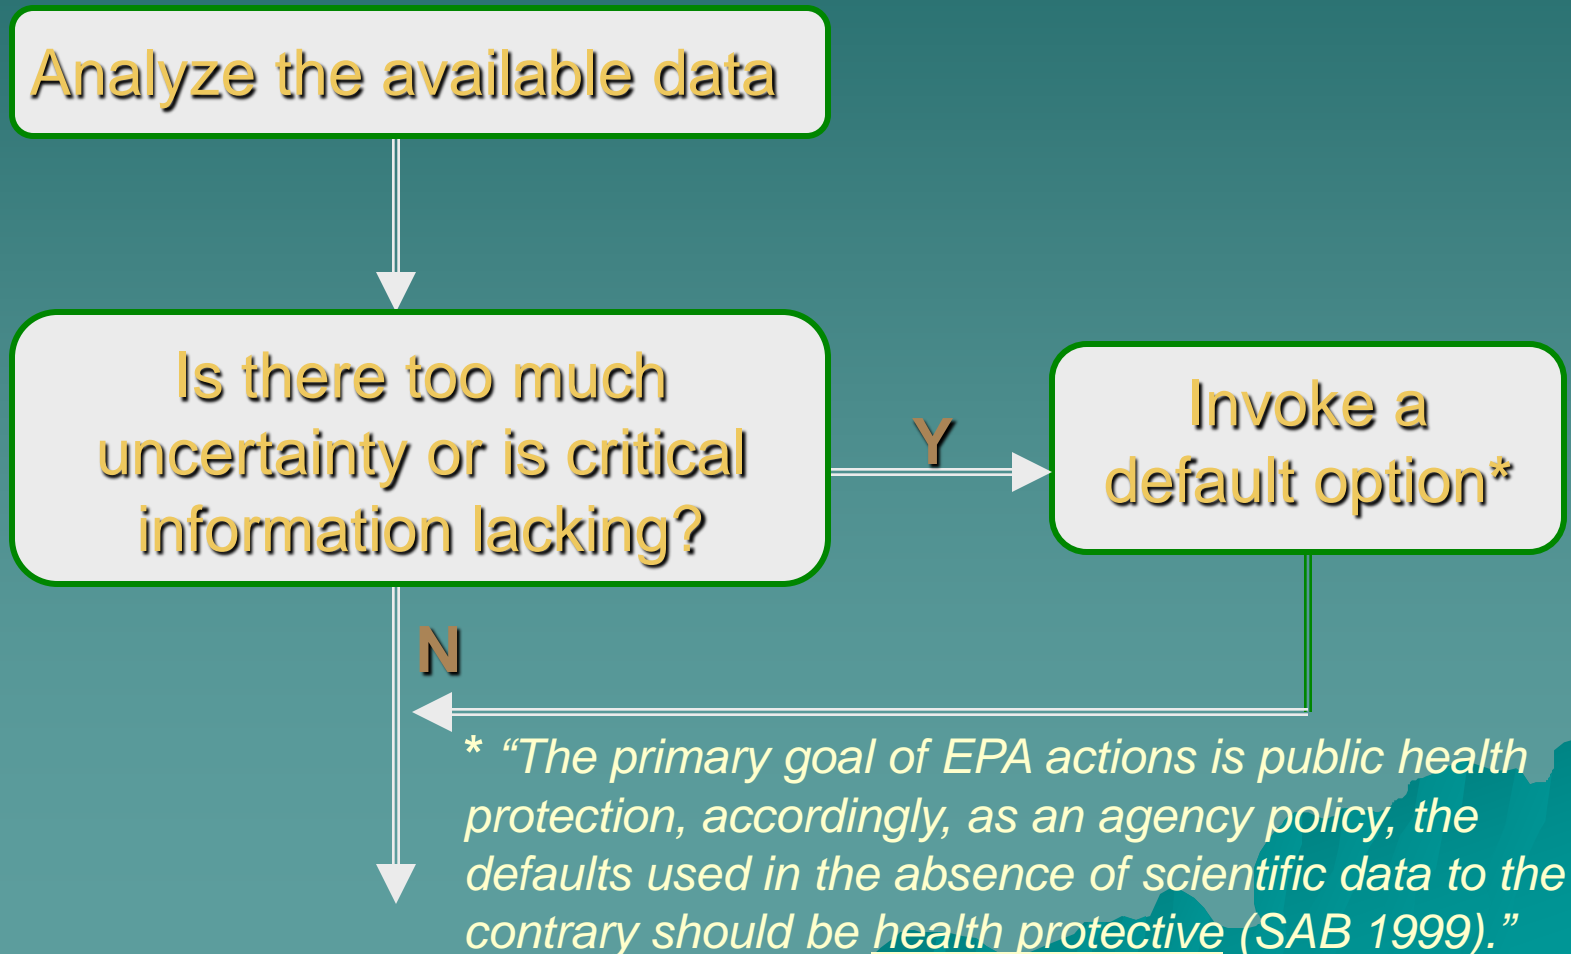 Analyze the available data
Is there too much
uncertainty or is critical
information lacking?
Y
Invoke a
default option*
N
* “The primary goal of EPA actions is public health
protection, accordingly, as an agency policy, the
defaults used in the absence of scientific data to the
contrary should be health protective (SAB 1999).”